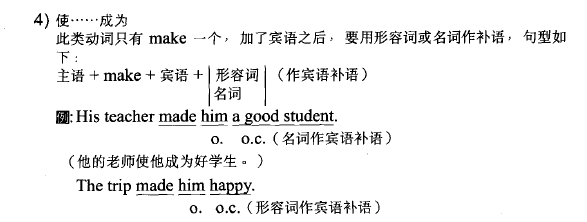 4) 使……成为
此类动词只有 make 一个，加了宾语之后，要用形容词或名词作补语，句型如
下：
主语 + make + 宾语 + 形容词 （作宾语补语）
名词
例: His teacher made him a good student.
o. o.c.（名词作宾语补语）
（他的老师使他成为好学生。）
The trip made him happy.
o. o.c.（形容词作宾语补语）